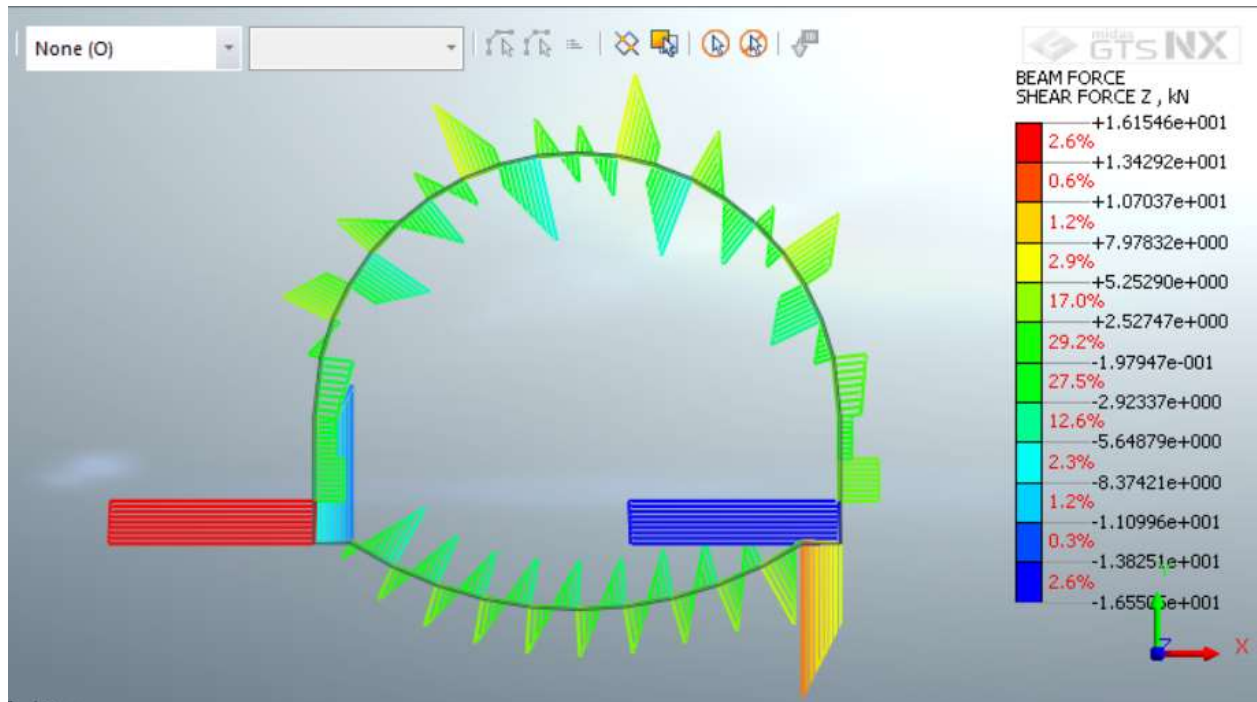 None (O)
midas
GTS NX
BEAM FORCE
SHEAR FORCE Z , kN
+1.61546e+001
2.6%
+1.34292e+001
0.6%
+1.07037e+001
1.2%
+7.97832e+000
2.9%
+5.25290e+000
17.0%
+2.52747e+000
29.2%
-1.97947e-001
27.5%
-2.92337e+000
12.6%
-5.64879e+000
2.3%
-8.37421e+000
1.2%
-1.10996e+001
0.3%
-1.38251e+001
2.6%
Z
X